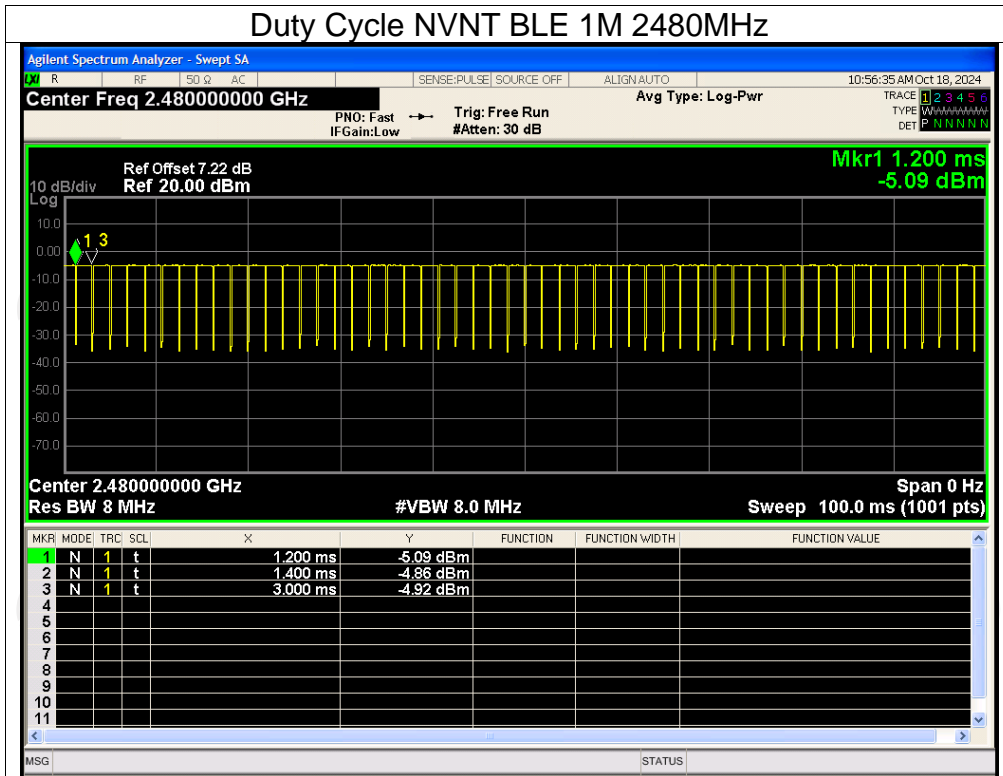 Duty Cycle NVNT BLE 1M 2480MHz
Agilent Spectrum Analyzer - Swept SA
LXI R RF 50 Ω AC SENSE:PULSE SOURCE OFF ALIGN AUTO 10:56:35 AM Oct 18, 2024
Center Freq 2.480000000 GHz Avg Type: Log-Pwr TRACE 1 2 3 4 5 6
PNO: Fast Trig: Free Run TYPE WWWWWW
IFGain:Low #Atten: 30 dB DET P N N N N N
Mkr1 1.200 ms
Ref Offset 7.22 dB
10 dB/div Ref 20.00 dBm -5.09 dBm
Log
10.0
1 3
0.00
-10.0
-20.0
-30.0
-40.0
-50.0
-60.0
-70.0
Center 2.480000000 GHz Span 0 Hz
Res BW 8 MHz #VBW 8.0 MHz Sweep 100.0 ms (1001 pts)
MKR MODE TRC SCL X Y FUNCTION FUNCTION WIDTH FUNCTION VALUE
1 N 1 t 1.200 ms -5.09 dBm
2 N 1 t 1.400 ms -4.86 dBm
3 N 1 t 3.000 ms -4.92 dBm
4
5
6
7
8
9
10
11
MSG STATUS